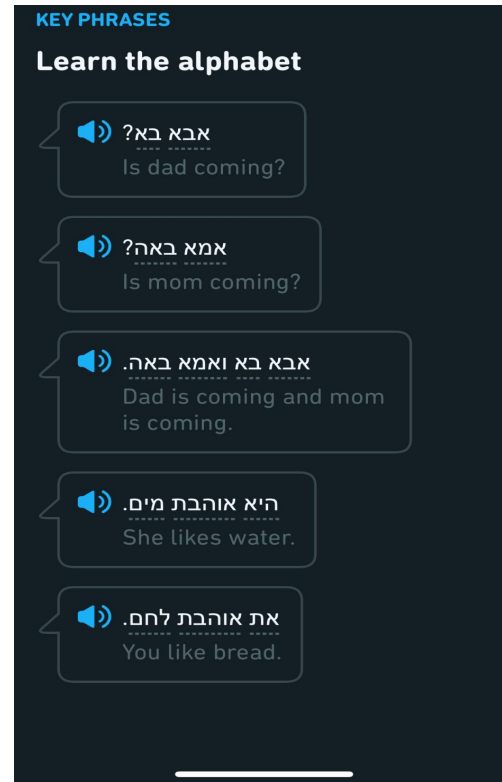 KEY PHRASES
Learn the alphabet
אבא בא?
Is dad coming?
אמא באה?
Is mom coming?
אבא בא ואמא באה.
Dad is coming and mom
is coming.
היא אוהבת מים.
She likes water.
את אוהבת לחם.
You like bread.